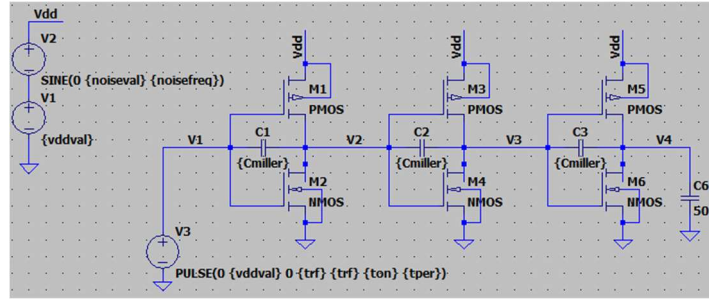 Vdd
V2
SINE(0 {noiseval} {noisefreq})
V1
{vddval}
Vdd
M1
PMOS
V1
C1
{Cmiller}
M2
NMOS
V2
Vdd
M3
PMOS
C2
{Cmiller}
M4
NMOS
V3
Vdd
M5
PMOS
C3
{Cmiller}
M6
NMOS
V4
C6
50
V3
PULSE(0 {vddval} 0 {trf} {trf} {ton} {tper})